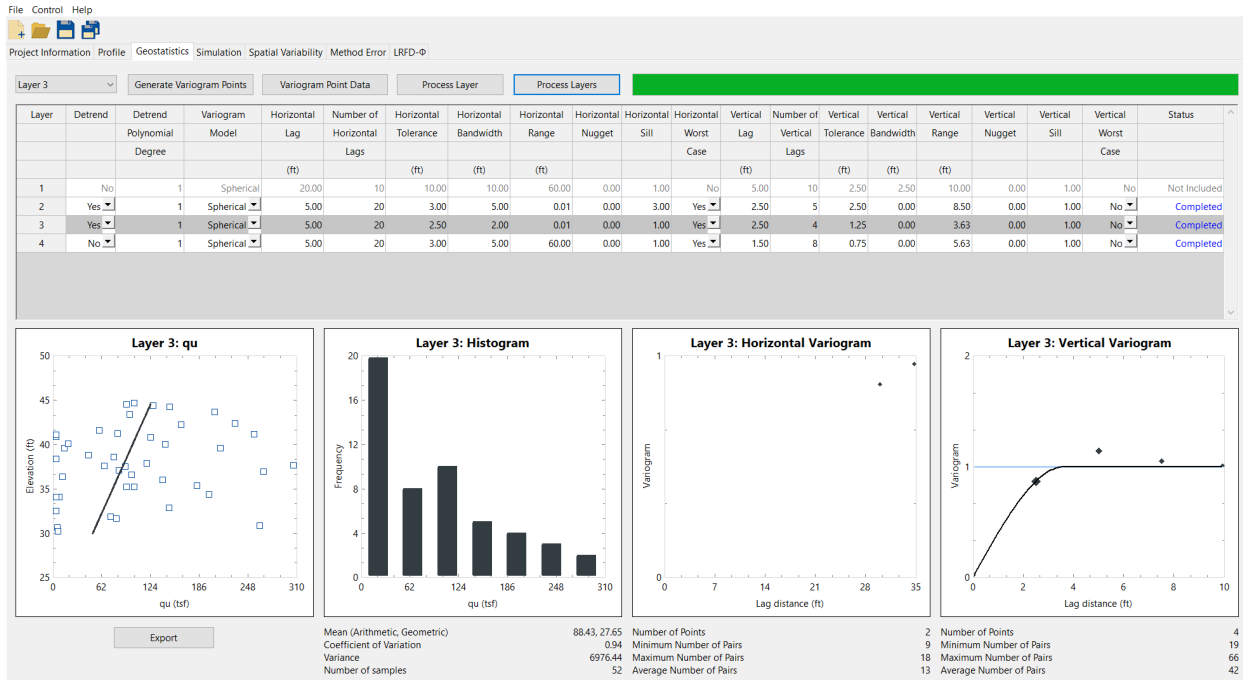 File Control Help
Project Information Profile Geostatistics Simulation Spatial Variability Method Error LRFD-Φ
Layer 3 Generate Variogram Points Variogram Point Data Process Layer Process Layers
Layer Detrend Detrend Variogram Horizontal Number of Horizontal Horizontal Horizontal Horizontal Horizontal Horizontal Vertical Number of Vertical Vertical Vertical Vertical Vertical Vertical Status
Polynomial Model Lag Horizontal Tolerance Bandwidth Range Nugget Sill Worst Lag Vertical Tolerance Bandwidth Range Nugget Sill Worst
Degree Lags Case Lags Case
(ft) (ft) (ft) (ft) (ft) (ft) (ft) (ft)
1 No 1 Spherical 20.00 10 10.00 10.00 60.00 0.00 1.00 No 5.00 10 2.50 2.50 10.00 0.00 1.00 No Not Included
2 Yes 1 Spherical 5.00 20 3.00 5.00 0.01 0.00 3.00 Yes 2.50 5 2.50 0.00 8.50 0.00 1.00 No Completed
3 Yes 1 Spherical 5.00 20 2.50 2.00 0.01 0.00 1.00 Yes 2.50 4 1.25 0.00 3.63 0.00 1.00 No Completed
4 No 1 Spherical 5.00 20 3.00 5.00 60.00 0.00 1.00 Yes 1.50 8 0.75 0.00 5.63 0.00 1.00 No Completed
Layer 3: qu
50
45
40
35
30
25
Elevation (ft)
0 62 124 186 248 310
qu (tsf)
Export
Layer 3: Histogram
20
16
12
8
4
0
Frequency
0 62 124 186 248 310
qu (tsf)
Mean (Arithmetic, Geometric) 88.43, 27.65
Coefficient of Variation 0.94
Variance 6976.44
Number of samples 52
Layer 3: Horizontal Variogram
1
0
Variogram
0 7 14 21 28 35
Lag distance (ft)
Number of Points 2
Minimum Number of Pairs 9
Maximum Number of Pairs 18
Average Number of Pairs 13
Layer 3: Vertical Variogram
2
1
0
Variogram
0 2 4 6 8 10
Lag distance (ft)
Number of Points 4
Minimum Number of Pairs 19
Maximum Number of Pairs 66
Average Number of Pairs 42